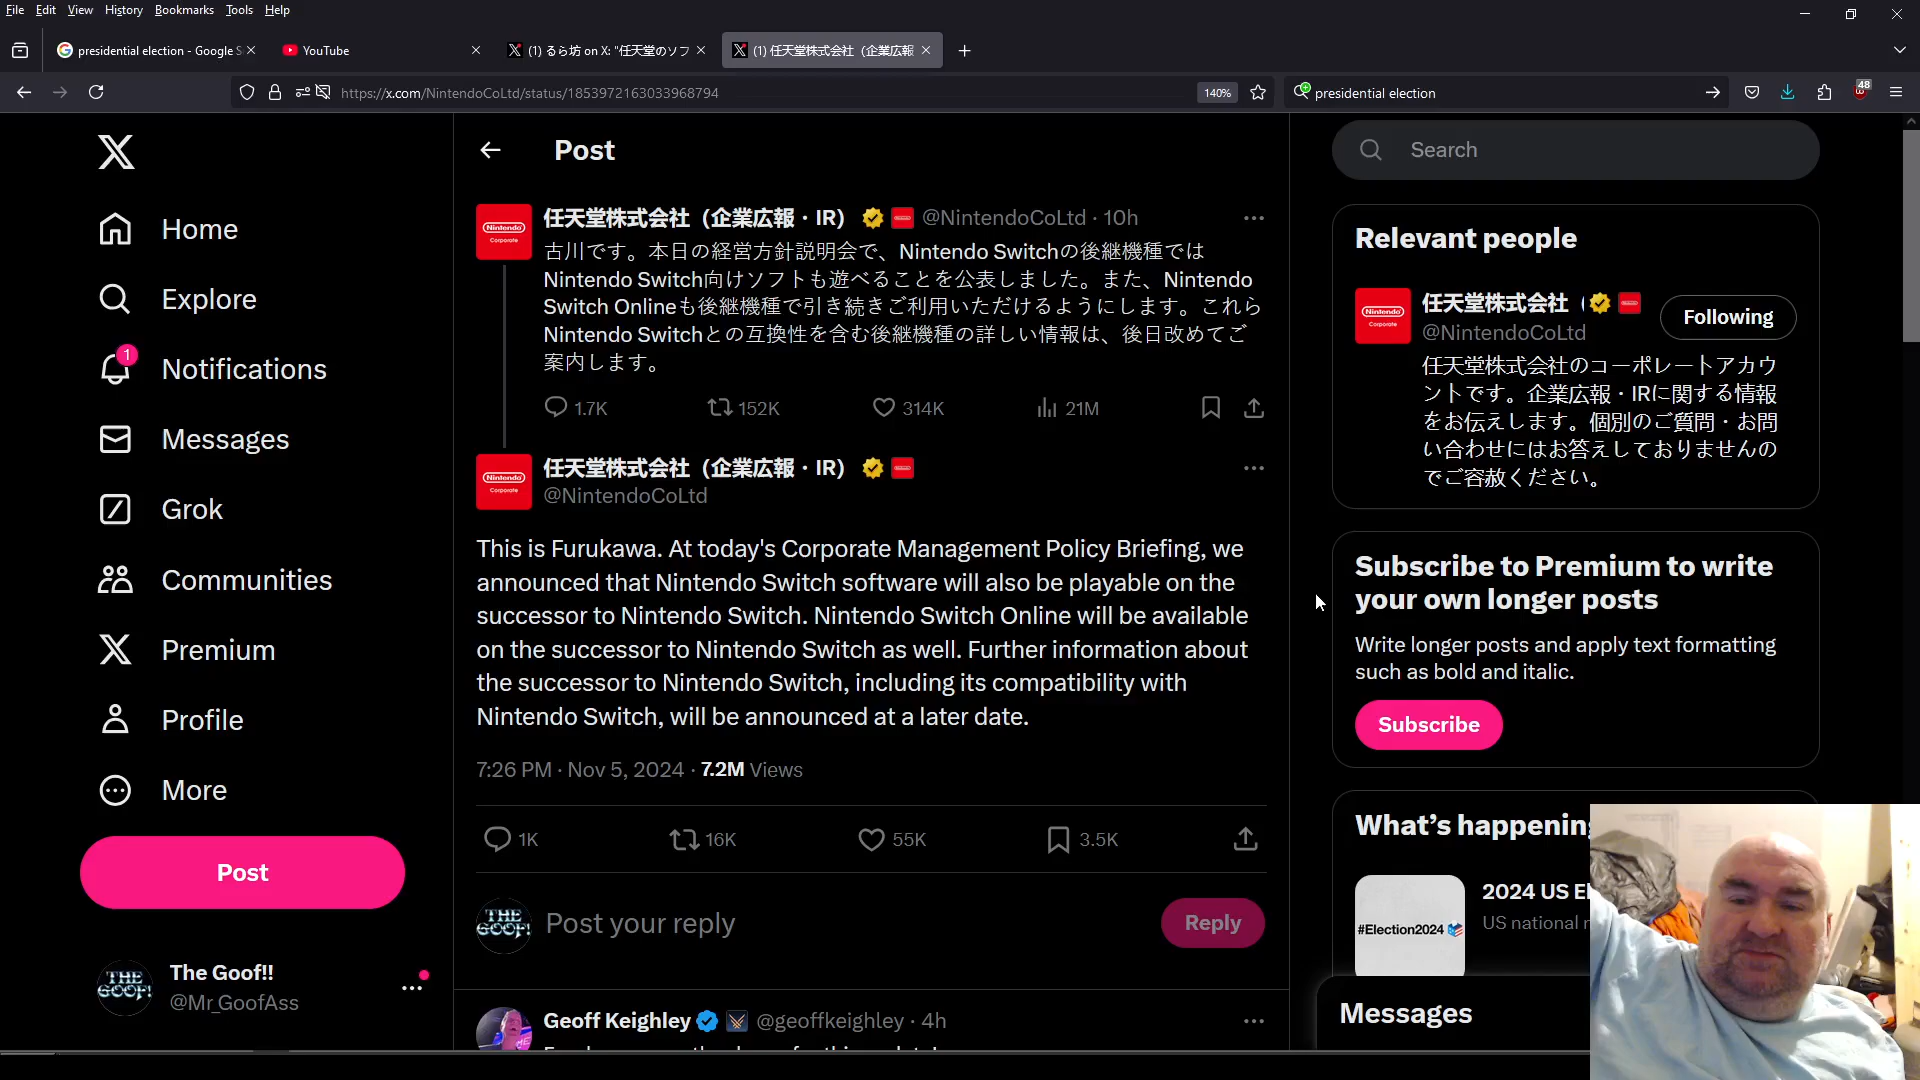 File Edit View History Bookmarks Tools Help
presidential election - Google S
YouTube
(1) るら坊 on X: "任天堂のソフ
(1) 任天堂株式会社（企業広報
https://x.com/NintendoCoLtd/status/1853972163033968794
140%
presidential election
48
Post
Search
Home
Explore
1
Notifications
Messages
Grok
Communities
Premium
Profile
More
Post
The Goof!!
@Mr_GoofAss
THE GOOF!
Nintendo
Corporate
任天堂株式会社（企業広報・IR） @NintendoCoLtd · 10h
古川です。本日の経営方針説明会で、Nintendo Switchの後継機種では
Nintendo Switch向けソフトも遊べることを公表しました。また、Nintendo
Switch Onlineも後継機種で引き続きご利用いただけるようにします。これら
Nintendo Switchとの互換性を含む後継機種の詳しい情報は、後日改めてご
案内します。
1.7K 152K 314K 21M
Nintendo
Corporate
任天堂株式会社（企業広報・IR）
@NintendoCoLtd
This is Furukawa. At today's Corporate Management Policy Briefing, we
announced that Nintendo Switch software will also be playable on the
successor to Nintendo Switch. Nintendo Switch Online will be available
on the successor to Nintendo Switch as well. Further information about
the successor to Nintendo Switch, including its compatibility with
Nintendo Switch, will be announced at a later date.
7:26 PM · Nov 5, 2024 · 7.2M Views
1K 16K 55K 3.5K
THE GOOF!
Post your reply
Reply
Geoff Keighley @geoffkeighley · 4h
Relevant people
Nintendo
Corporate
任天堂株式会社（
@NintendoCoLtd
Following
任天堂株式会社のコーポレートアカウ
ントです。企業広報・IRに関する情報
をお伝えします。個別のご質問・お問
い合わせにはお答えしておりませんの
でご容赦ください。
Subscribe to Premium to write
your own longer posts
Write longer posts and apply text formatting
such as bold and italic.
Subscribe
What's happening
#Election2024
2024 US El
US national
Messages